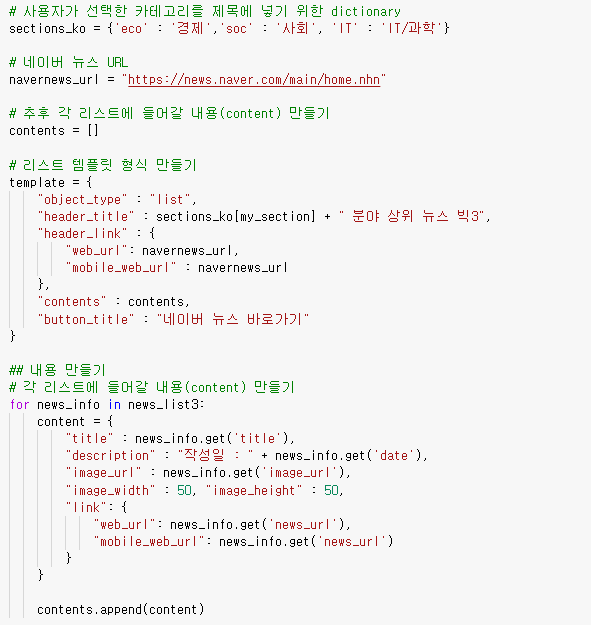 # 사용자가 선택한 카테고리를 제목에 넣기 위한 dictionary
sections_ko = {'eco' : '경제','soc' : '사회', 'IT' : 'IT/과학'}

# 네이버 뉴스 URL
navernews_url = "https://news.naver.com/main/home.nhn"

# 추후 각 리스트에 들어갈 내용(content) 만들기
contents = []

# 리스트 템플릿 형식 만들기
template = {
    "object_type" : "list",
    "header_title" : sections_ko[my_section] + " 분야 상위 뉴스 빅3",
    "header_link" : {
        "web_url": navernews_url,
        "mobile_web_url" : navernews_url
    },
    "contents" : contents,
    "button_title" : "네이버 뉴스 바로가기"
}

## 내용 만들기
# 각 리스트에 들어갈 내용(content) 만들기
for news_info in news_list3:
    content = {
        "title" : news_info.get('title'),
        "description" : "작성일 : " + news_info.get('date'),
        "image_url" : news_info.get('image_url'),
        "image_width" : 50, "image_height" : 50,
        "link": {
            "web_url": news_info.get('news_url'),
            "mobile_web_url": news_info.get('news_url')
        }
    }

    contents.append(content)